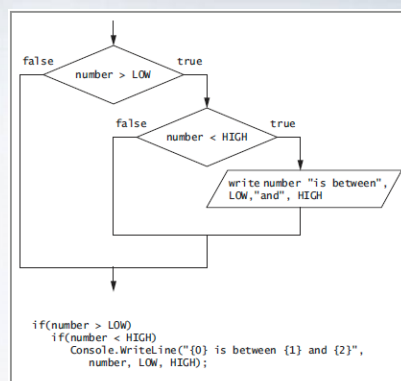 false
true
number > LOW
false
true
number < HIGH
write number "is between",
LOW,"and", HIGH
if(number > LOW)
if(number < HIGH)
Console.WriteLine("{0} is between {1} and {2}",
number, LOW, HIGH);